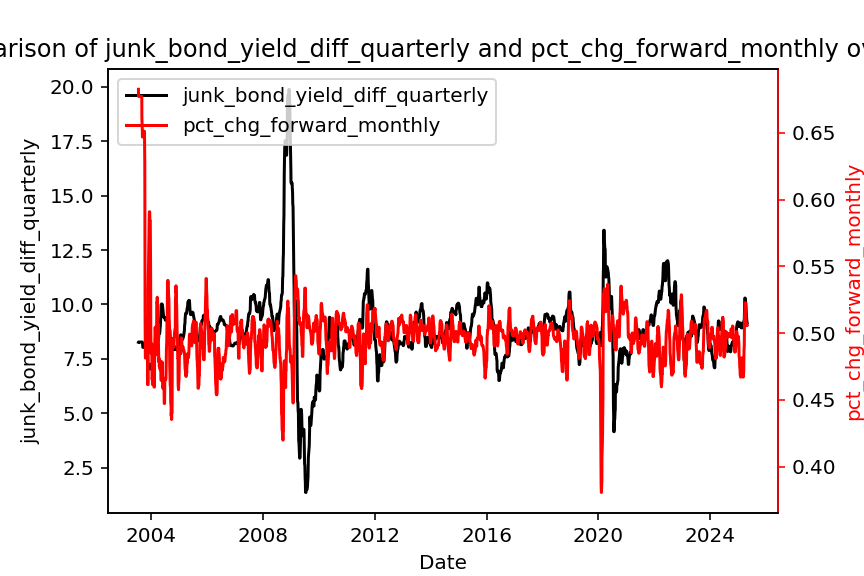 arison of junk_bond_yield_diff_quarterly and pct_chg_forward_monthly ov
junk_bond_yield_diff_quarterly
pct_chg_forward_monthly
20.0
17.5
15.0
12.5
10.0
7.5
5.0
2.5
junk_bond_yield_diff_quarterly
0.65
0.60
0.55
0.50
0.45
0.40
pct_chg_forward_monthly
2004 2008 2012 2016 2020 2024
Date